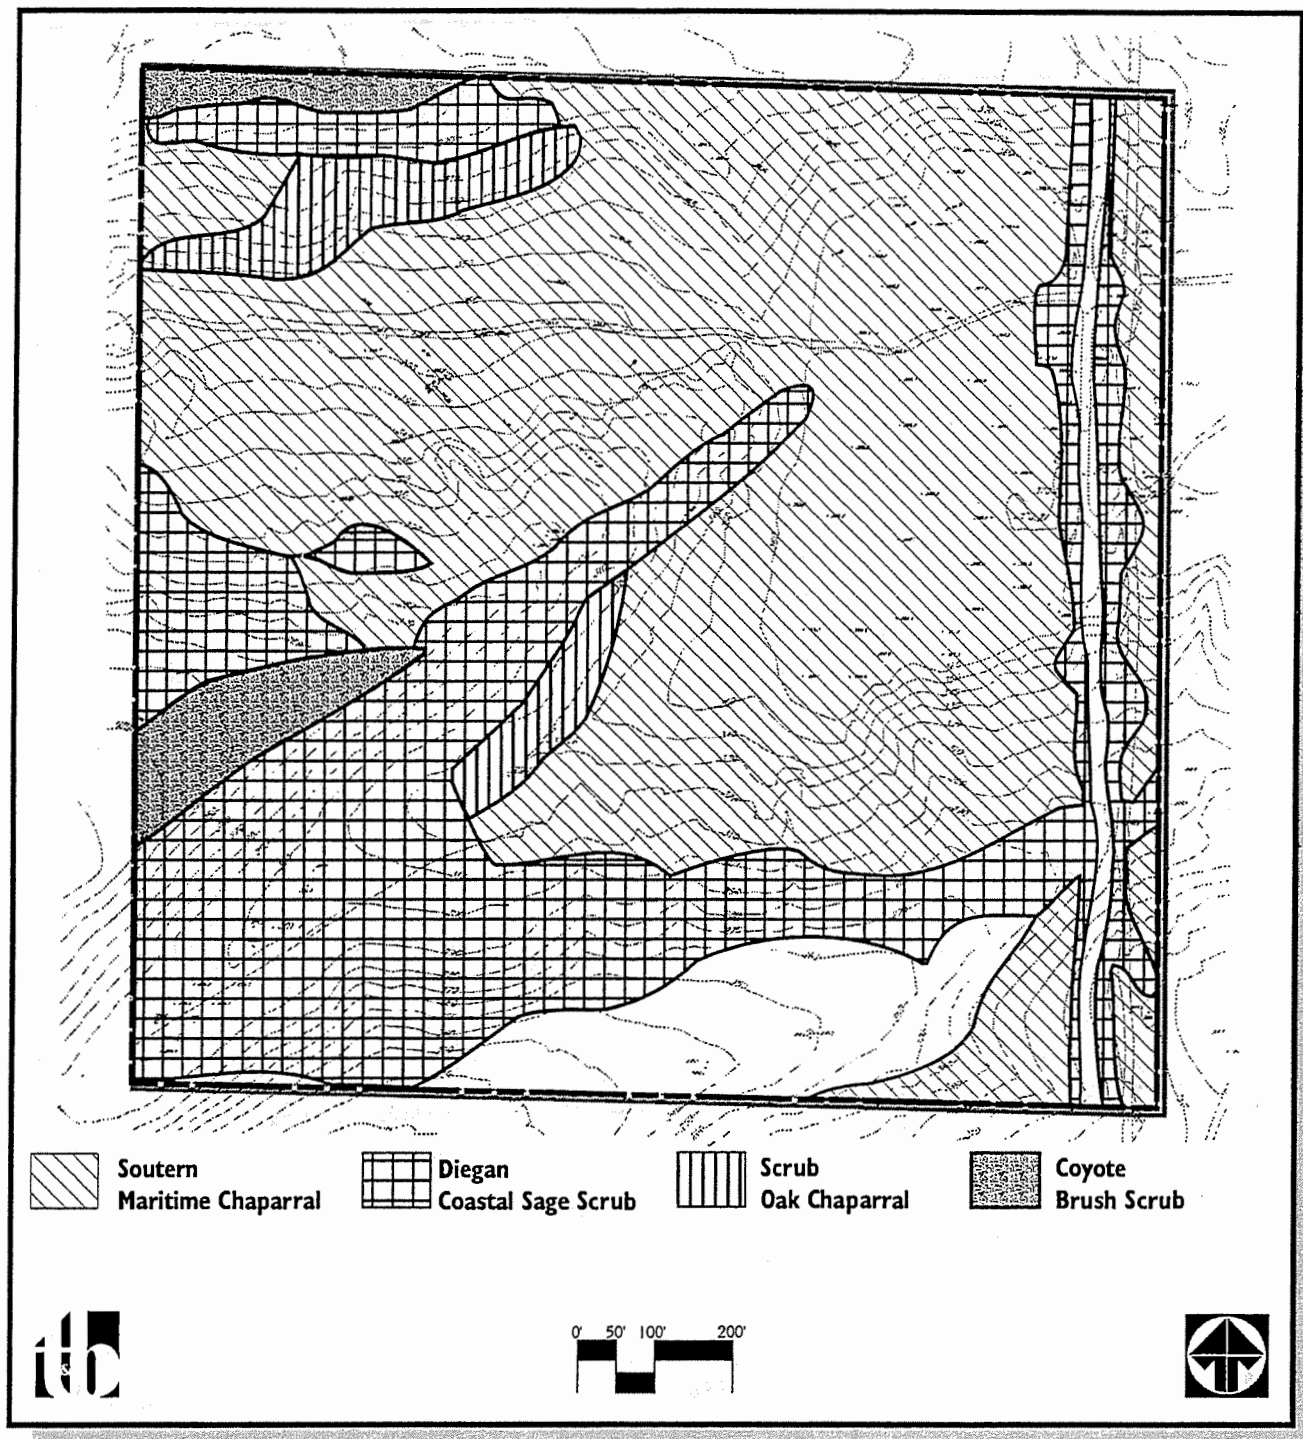 Soutern
Maritime Chaparral
Diegan
Coastal Sage Scrub
Scrub
Oak Chaparral
Coyote
Brush Scrub
t&b
0' 50' 100' 200'